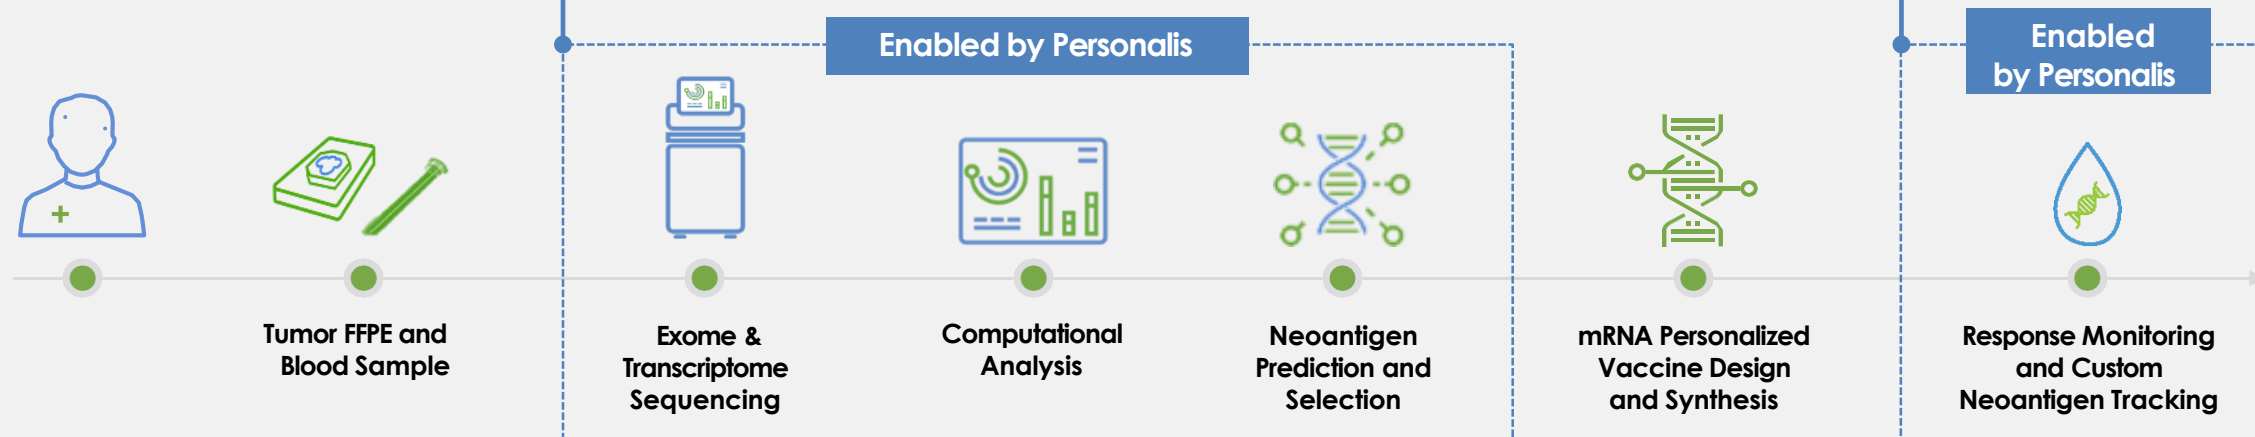 Enabled by Personalis
Enabled
by Personalis
Tumor FFPE and
Blood Sample
Exome &
Transcriptome
Sequencing
Computational
Analysis
Neoantigen
Prediction and
Selection
mRNA Personalized
Vaccine Design
and Synthesis
Response Monitoring
and Custom
Neoantigen Tracking